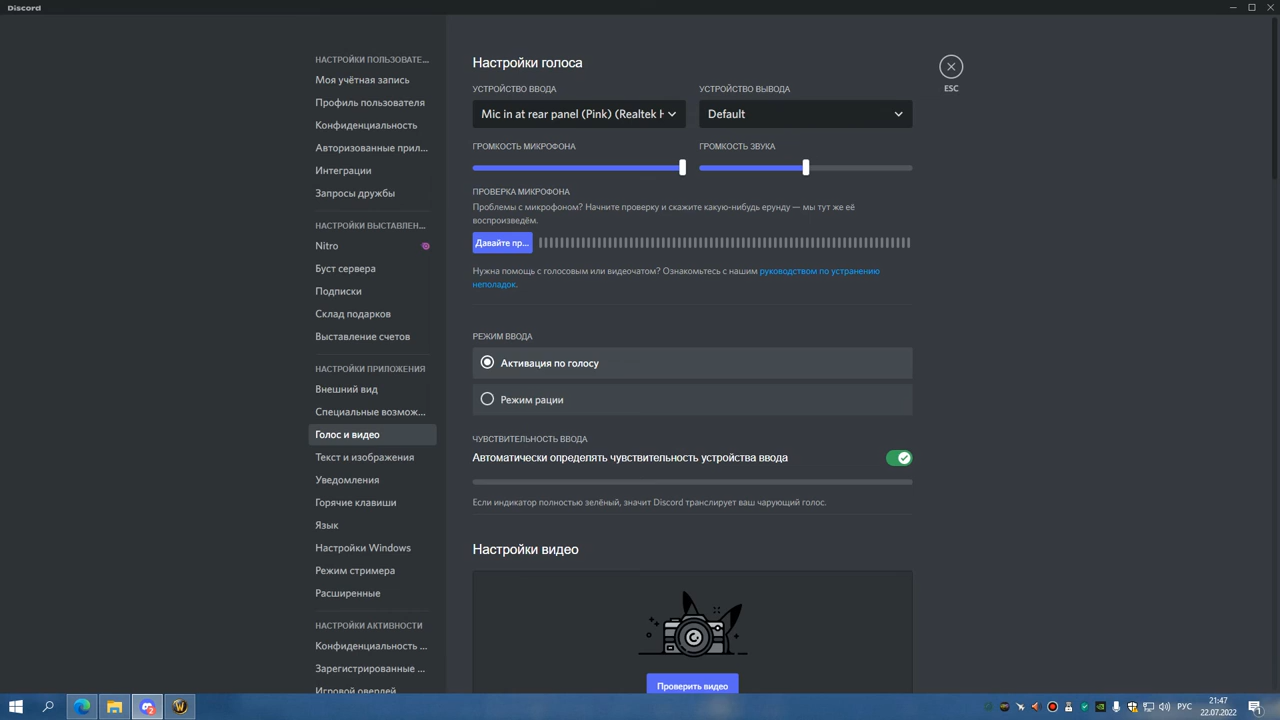 Discord
НАСТРОЙКИ ПОЛЬЗОВАТЕ...
Моя учётная запись
Профиль пользователя
Конфиденциальность
Авторизованные прил...
Интеграции
Запросы дружбы
НАСТРОЙКИ ВЫСТАВЛЕН...
Nitro
Буст сервера
Подписки
Склад подарков
Выставление счетов
НАСТРОЙКИ ПРИЛОЖЕНИЯ
Внешний вид
Специальные возмож...
Голос и видео
Текст и изображения
Уведомления
Горячие клавиши
Язык
Настройки Windows
Режим стримера
Расширенные
НАСТРОЙКИ АКТИВНОСТИ
Конфиденциальность ...
Зарегистрированные ...
Игровой оверлей
Настройки голоса
ESC
УСТРОЙСТВО ВВОДА
УСТРОЙСТВО ВЫВОДА
Mic in at rear panel (Pink) (Realtek H
Default
ГРОМКОСТЬ МИКРОФОНА
ГРОМКОСТЬ ЗВУКА
ПРОВЕРКА МИКРОФОНА
Проблемы с микрофоном? Начните проверку и скажите какую-нибудь ерунду — мы тут же её
воспроизведём.
Давайте пр...
Нужна помощь с голосовым или видеочатом? Ознакомьтесь с нашим руководством по устранению
неполадок.
РЕЖИМ ВВОДА
Активация по голосу
Режим рации
ЧУВСТВИТЕЛЬНОСТЬ ВВОДА
Автоматически определять чувствительность устройства ввода
Если индикатор полностью зелёный, значит Discord транслирует ваш чарующий голос.
Настройки видео
Проверить видео
РУС
21:47
22.07.2022